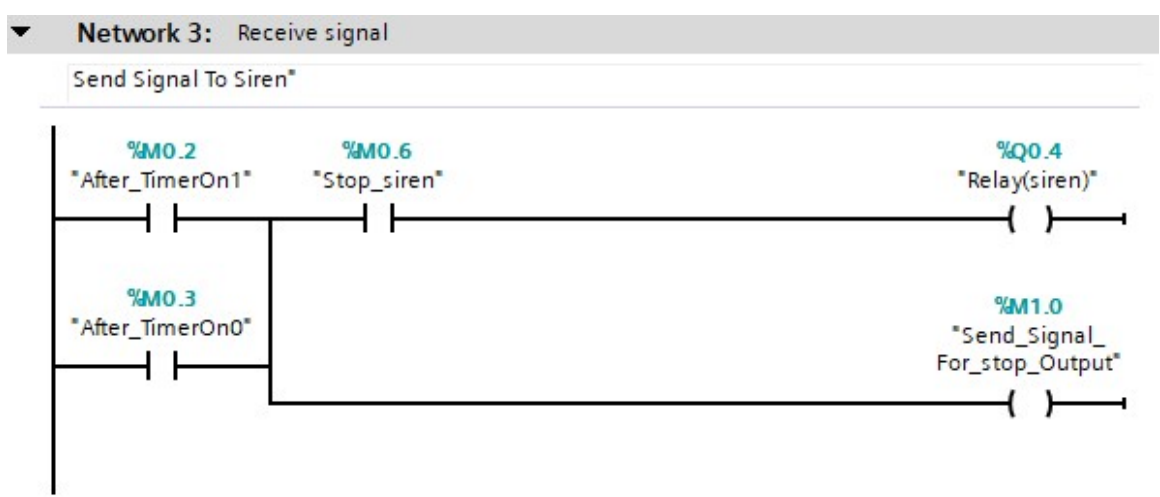 Network 3: Receive signal
Send Signal To Siren"
%M0.2
"After_TimerOn1"
%M0.6
"Stop_siren"
%Q0.4
"Relay(siren)"
%M0.3
"After_TimerOn0"
%M1.0
"Send_Signal_
For_stop_Output"